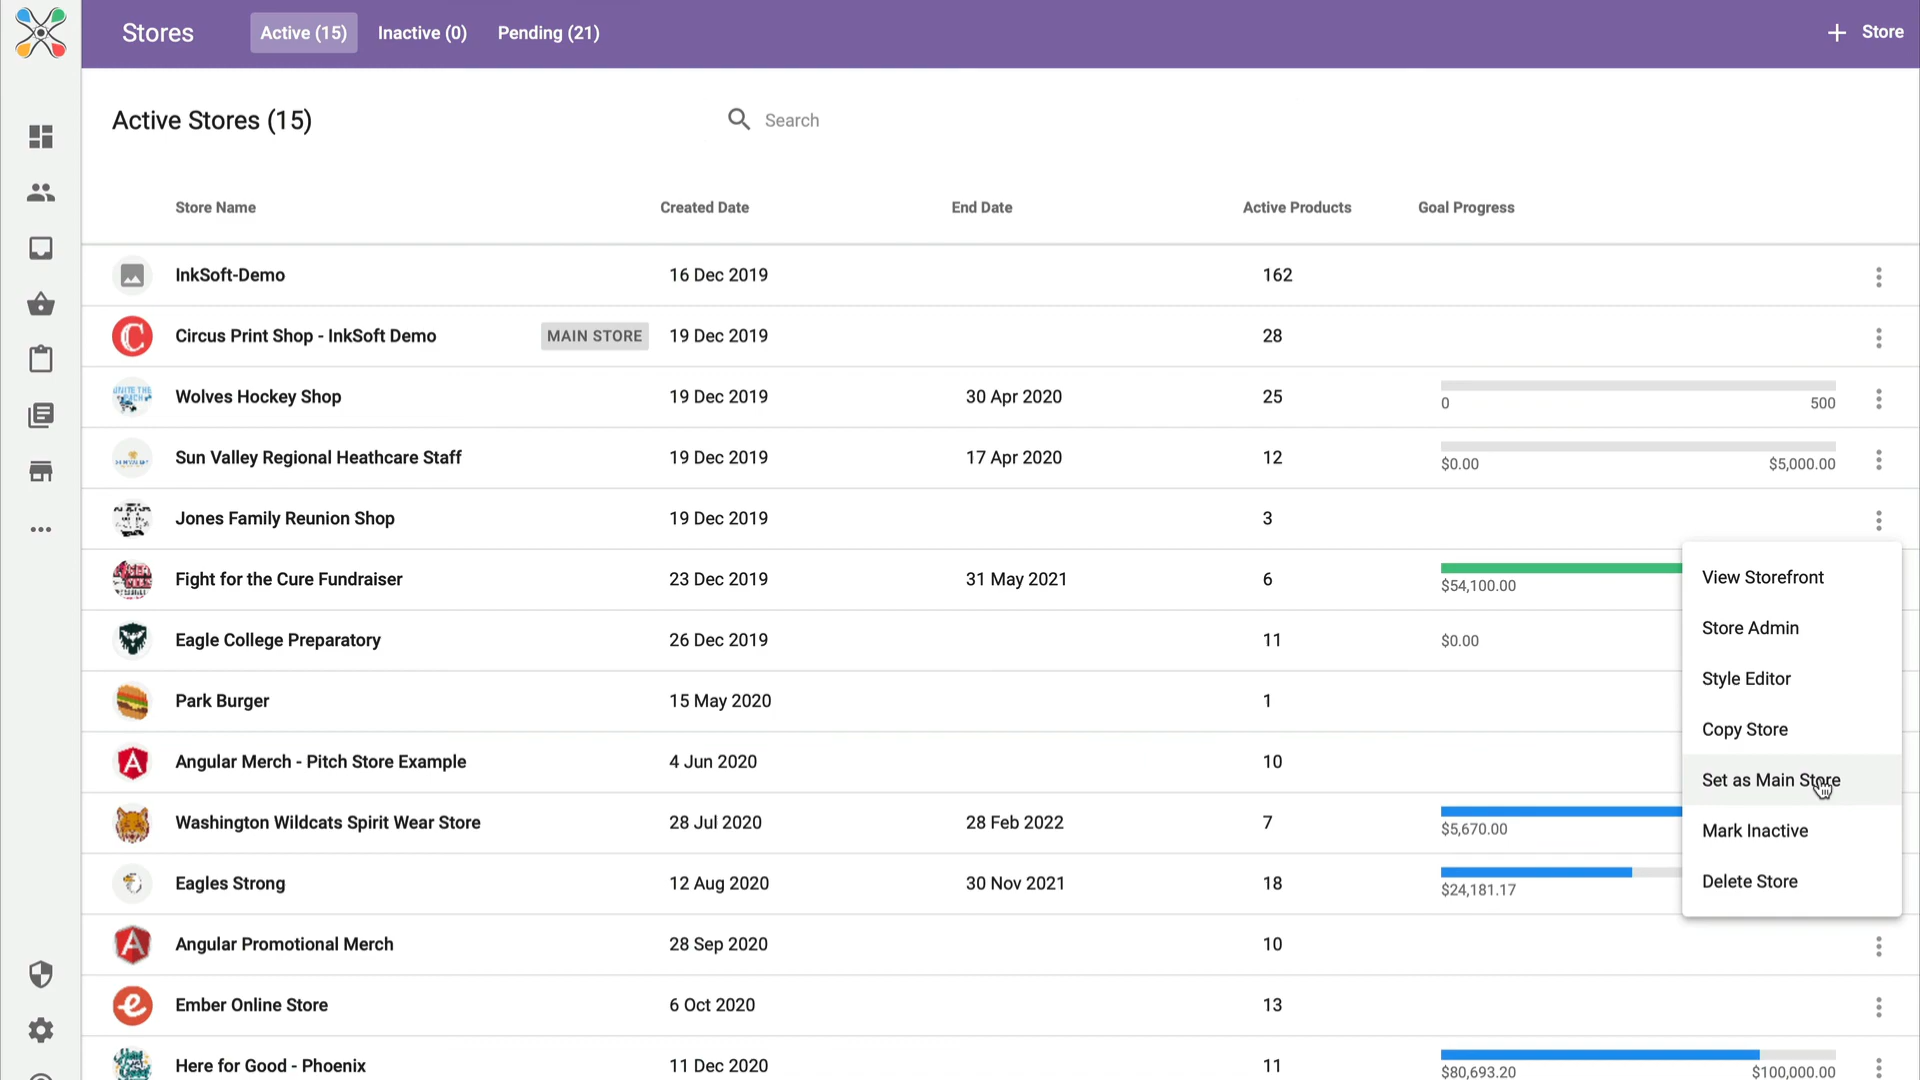 Stores
Active (15)
Inactive (0)
Pending (21)
Store
Active Stores (15)
Search
Store Name
Created Date
End Date
Active Products
Goal Progress
InkSoft-Demo
16 Dec 2019
162
Circus Print Shop - InkSoft Demo
MAIN STORE
19 Dec 2019
28
Wolves Hockey Shop
19 Dec 2019
30 Apr 2020
25
0
500
Sun Valley Regional Heathcare Staff
19 Dec 2019
17 Apr 2020
12
$0.00
$5,000.00
Jones Family Reunion Shop
19 Dec 2019
3
Fight for the Cure Fundraiser
23 Dec 2019
31 May 2021
6
$54,100.00
Eagle College Preparatory
26 Dec 2019
11
$0.00
Park Burger
15 May 2020
1
Angular Merch - Pitch Store Example
4 Jun 2020
10
Washington Wildcats Spirit Wear Store
28 Jul 2020
28 Feb 2022
7
$5,670.00
Eagles Strong
12 Aug 2020
30 Nov 2021
18
$24,181.17
View Storefront
Store Admin
Style Editor
Copy Store
Set as Main Store
Mark Inactive
Delete Store
Angular Promotional Merch
28 Sep 2020
10
Ember Online Store
6 Oct 2020
13
Here for Good - Phoenix
11 Dec 2020
11
$80,693.20
$100,000.00